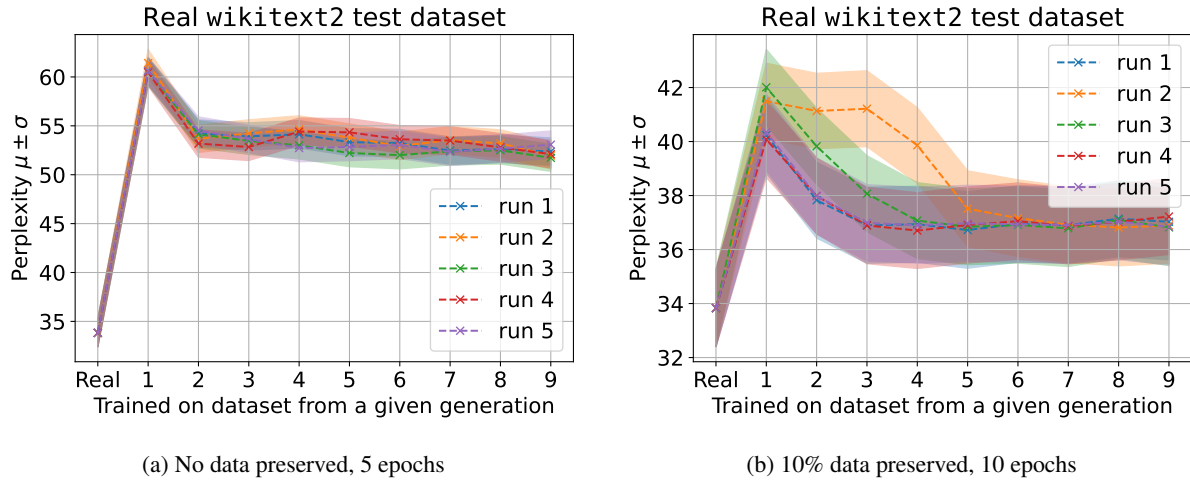 Real wikitext2 test dataset
Perplexity μ ± σ
60
55
50
45
40
35
run 1
run 2
run 3
run 4
run 5
Real 1 2 3 4 5 6 7 8 9
Trained on dataset from a given generation
(a) No data preserved, 5 epochs
Real wikitext2 test dataset
Perplexity μ ± σ
42
40
38
36
34
32
run 1
run 2
run 3
run 4
run 5
Real 1 2 3 4 5 6 7 8 9
Trained on dataset from a given generation
(b) 10% data preserved, 10 epochs